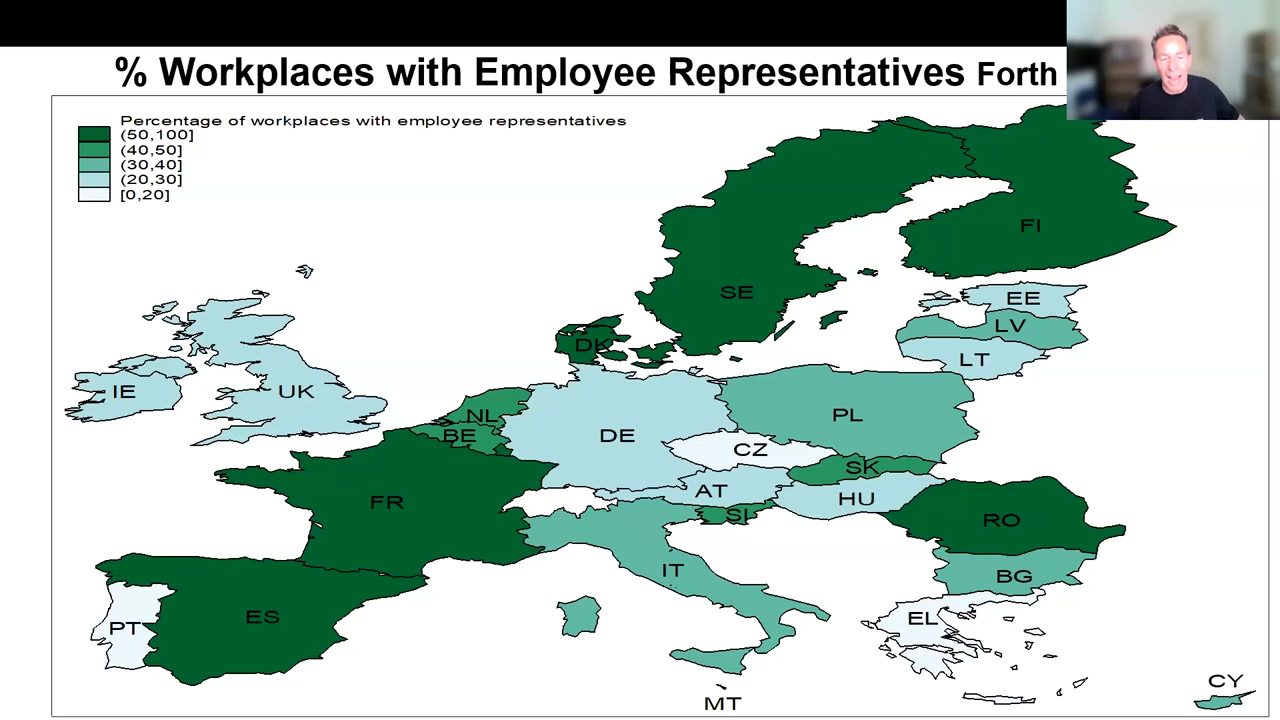 % Workplaces with Employee Representatives Forth
Percentage of workplaces with employee representatives
(50,100]
(40,50]
(30,40]
(20,30]
[0,20]
FI
SE
EE
LV
DK
LT
IE
UK
NL
PL
BE
DE
CZ
SK
AT
HU
FR
SI
RO
IT
BG
ES
EL
PT
CY
MT